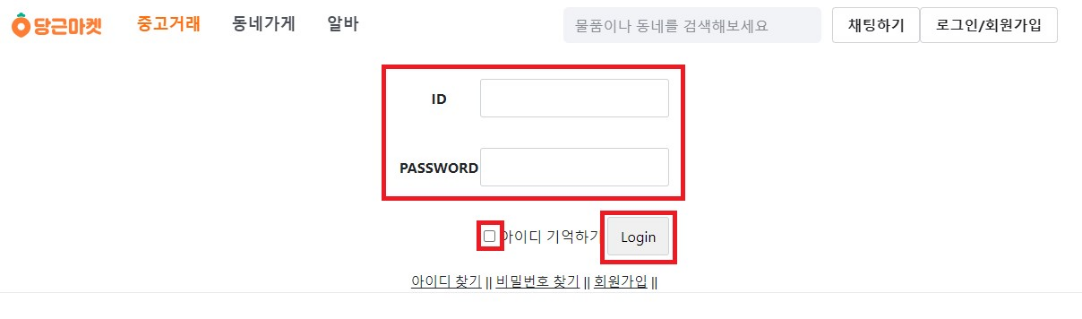 당근마켓 중고거래 동네가게 알바 물품이나 동네를 검색해보세요 채팅하기 로그인/회원가입
ID
PASSWORD
아이디 기억하기 Login
아이디 찾기 || 비밀번호 찾기 || 회원가입 ||